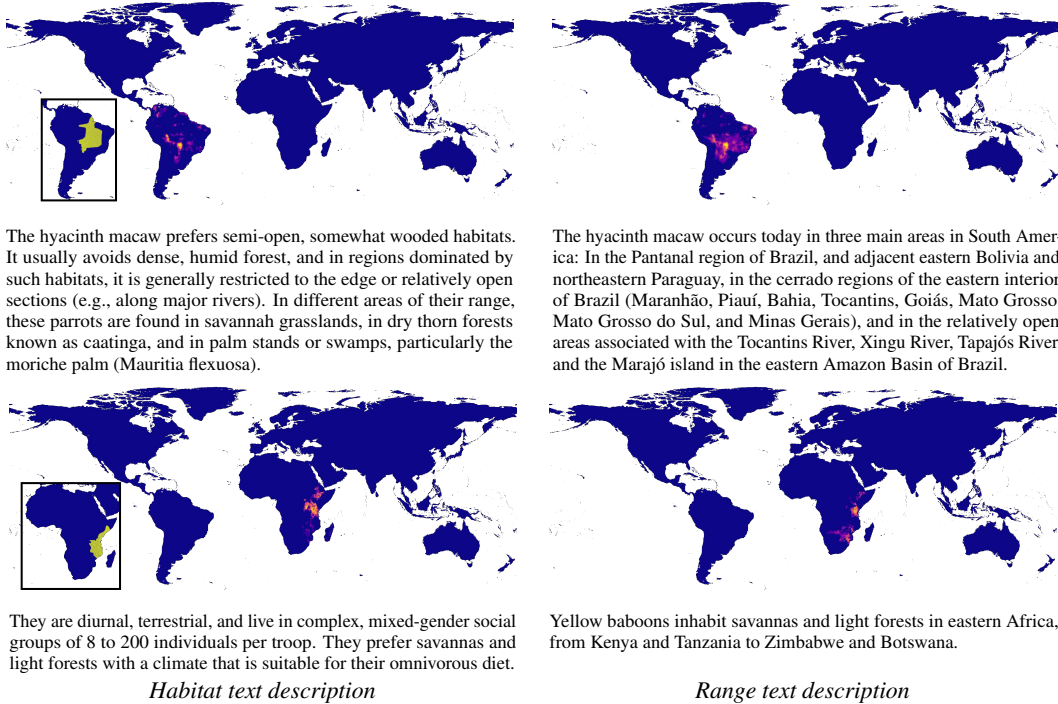 The hyacinth macaw prefers semi-open, somewhat wooded habitats.
It usually avoids dense, humid forest, and in regions dominated by
such habitats, it is generally restricted to the edge or relatively open
sections (e.g., along major rivers). In different areas of their range,
these parrots are found in savannah grasslands, in dry thorn forests
known as caatinga, and in palm stands or swamps, particularly the
moriche palm (Mauritia flexuosa).
The hyacinth macaw occurs today in three main areas in South Amer-
ica: In the Pantanal region of Brazil, and adjacent eastern Bolivia and
northeastern Paraguay, in the cerrado regions of the eastern interior
of Brazil (Maranhão, Piauí, Bahia, Tocantins, Goiás, Mato Grosso
Mato Grosso do Sul, and Minas Gerais), and in the relatively open
areas associated with the Tocantins River, Xingu River, Tapajós River
and the Marajó island in the eastern Amazon Basin of Brazil.
They are diurnal, terrestrial, and live in complex, mixed-gender social
groups of 8 to 200 individuals per troop. They prefer savannas and
light forests with a climate that is suitable for their omnivorous diet.
Yellow baboons inhabit savannas and light forests in eastern Africa,
from Kenya and Tanzania to Zimbabwe and Botswana.
Habitat text description
Range text description